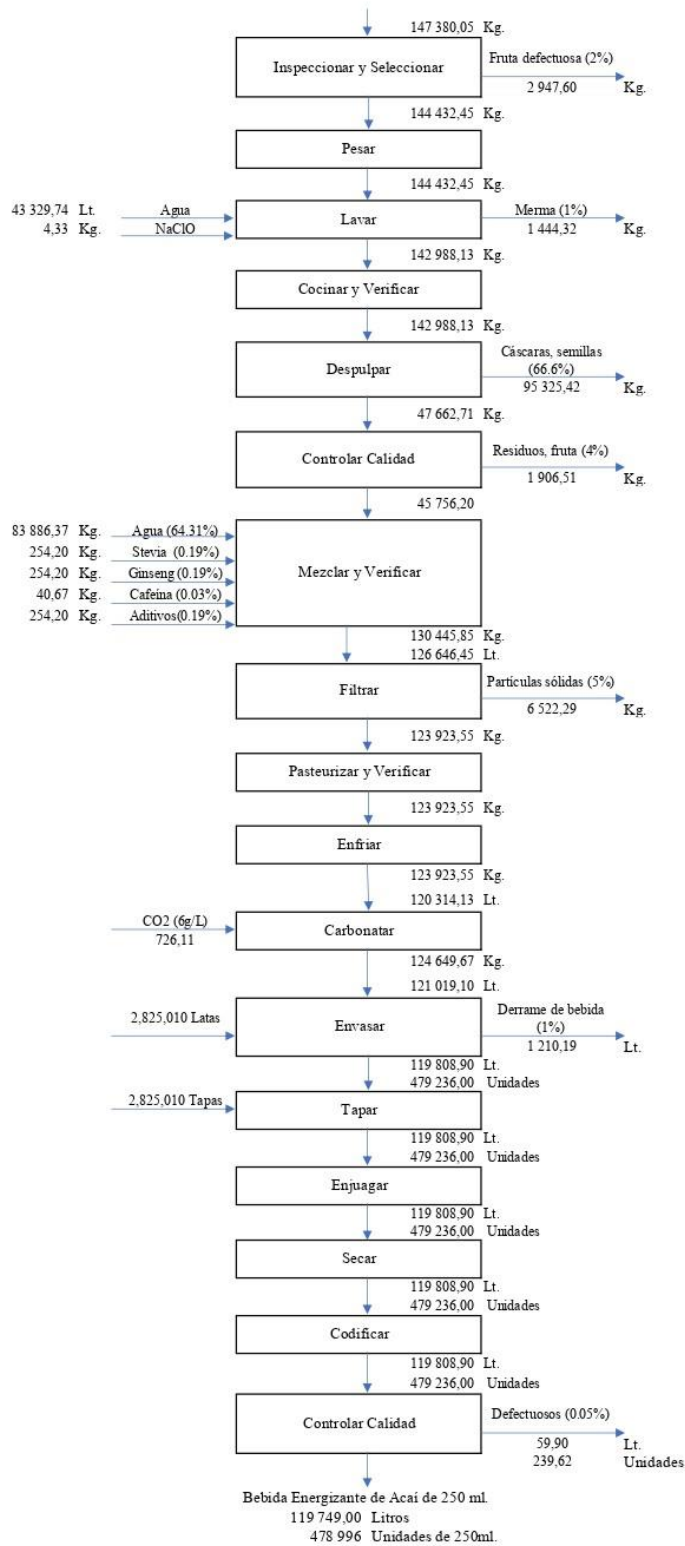 147 380,05 Kg.
Inspeccionar y Seleccionar
Fruta defectuosa (2%)
2 947,60 Kg.
144 432,45 Kg.
Pesar
144 432,45 Kg.
43 329,74 Lt. Agua
4,33 Kg. NaClO
Lavar
Merma (1%)
1 444,32 Kg.
142 988,13 Kg.
Cocinar y Verificar
142 988,13 Kg.
Despulpar
Cáscaras, semillas
(66.6%)
95 325,42 Kg.
47 662,71 Kg.
Controlar Calidad
Residuos, fruta (4%)
1 906,51 Kg.
45 756,20
83 886,37 Kg. Agua (64.31%)
254,20 Kg. Stevia (0.19%)
254,20 Kg. Ginseng (0.19%)
40,67 Kg. Cafeína (0.03%)
254,20 Kg. Aditivos(0.19%)
Mezclar y Verificar
130 445,85 Kg.
126 646,45 Lt.
Filtrar
Partículas sólidas (5%)
6 522,29 Kg.
123 923,55 Kg.
Pasteurizar y Verificar
123 923,55 Kg.
Enfriar
123 923,55 Kg.
120 314,13 Lt.
CO2 (6g/L)
726,11
Carbonatar
124 649,67 Kg.
121 019,10 Lt.
2,825,010 Latas
Envasar
Derrame de bebida
(1%)
1 210,19 Lt.
119 808,90 Lt.
479 236,00 Unidades
2,825,010 Tapas
Tapar
119 808,90 Lt.
479 236,00 Unidades
Enjuagar
119 808,90 Lt.
479 236,00 Unidades
Secar
119 808,90 Lt.
479 236,00 Unidades
Codificar
119 808,90 Lt.
479 236,00 Unidades
Controlar Calidad
Defectuosos (0.05%)
59,90 Lt.
239,62 Unidades
Bebida Energizante de Acaí de 250 ml.
119 749,00 Litros
478 996 Unidades de 250ml.